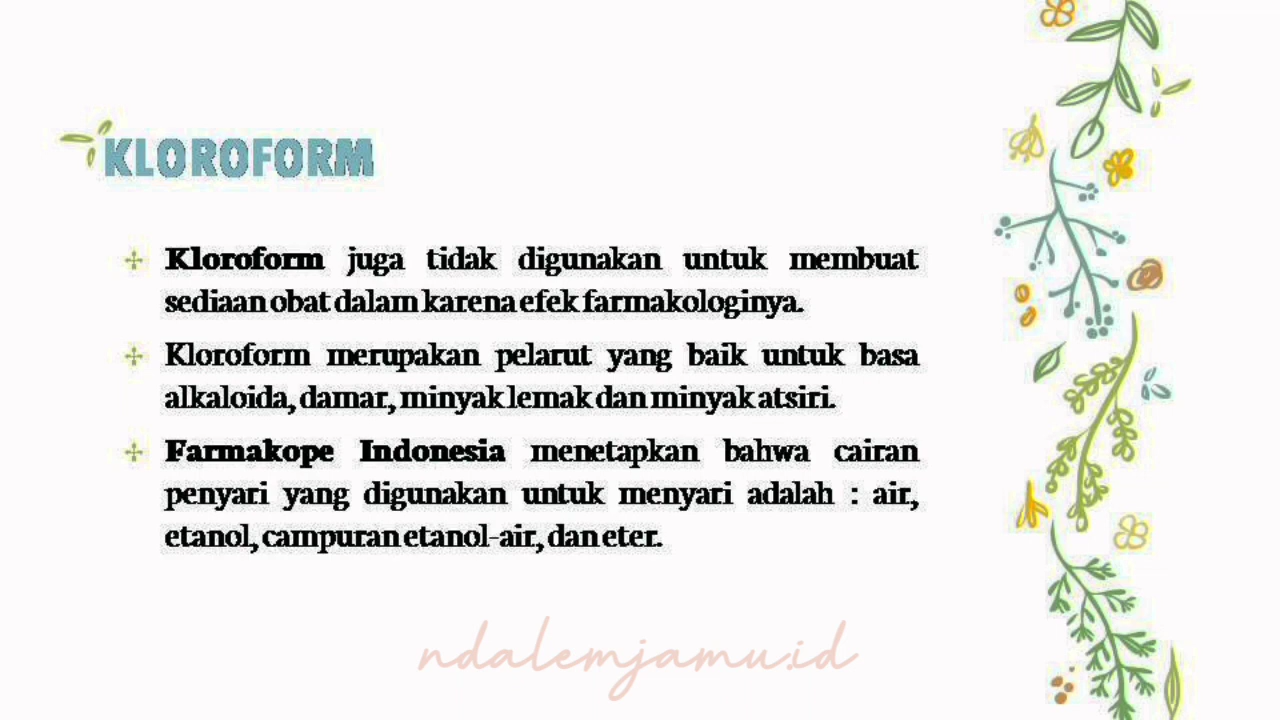 KLOROFORM
Kloroform juga tidak digunakan untuk membuat
sediaan obat dalam karena efek farmakologinya.
Kloroform merupakan pelarut yang baik untuk basa
alkaloida, damar, minyak lemak dan minyak atsiri.
Farmakope Indonesia menetapkan bahwa cairan
penyari yang digunakan untuk menyari adalah : air,
etanol, campuran etanol-air, dan eter.
ndalemjamu.id